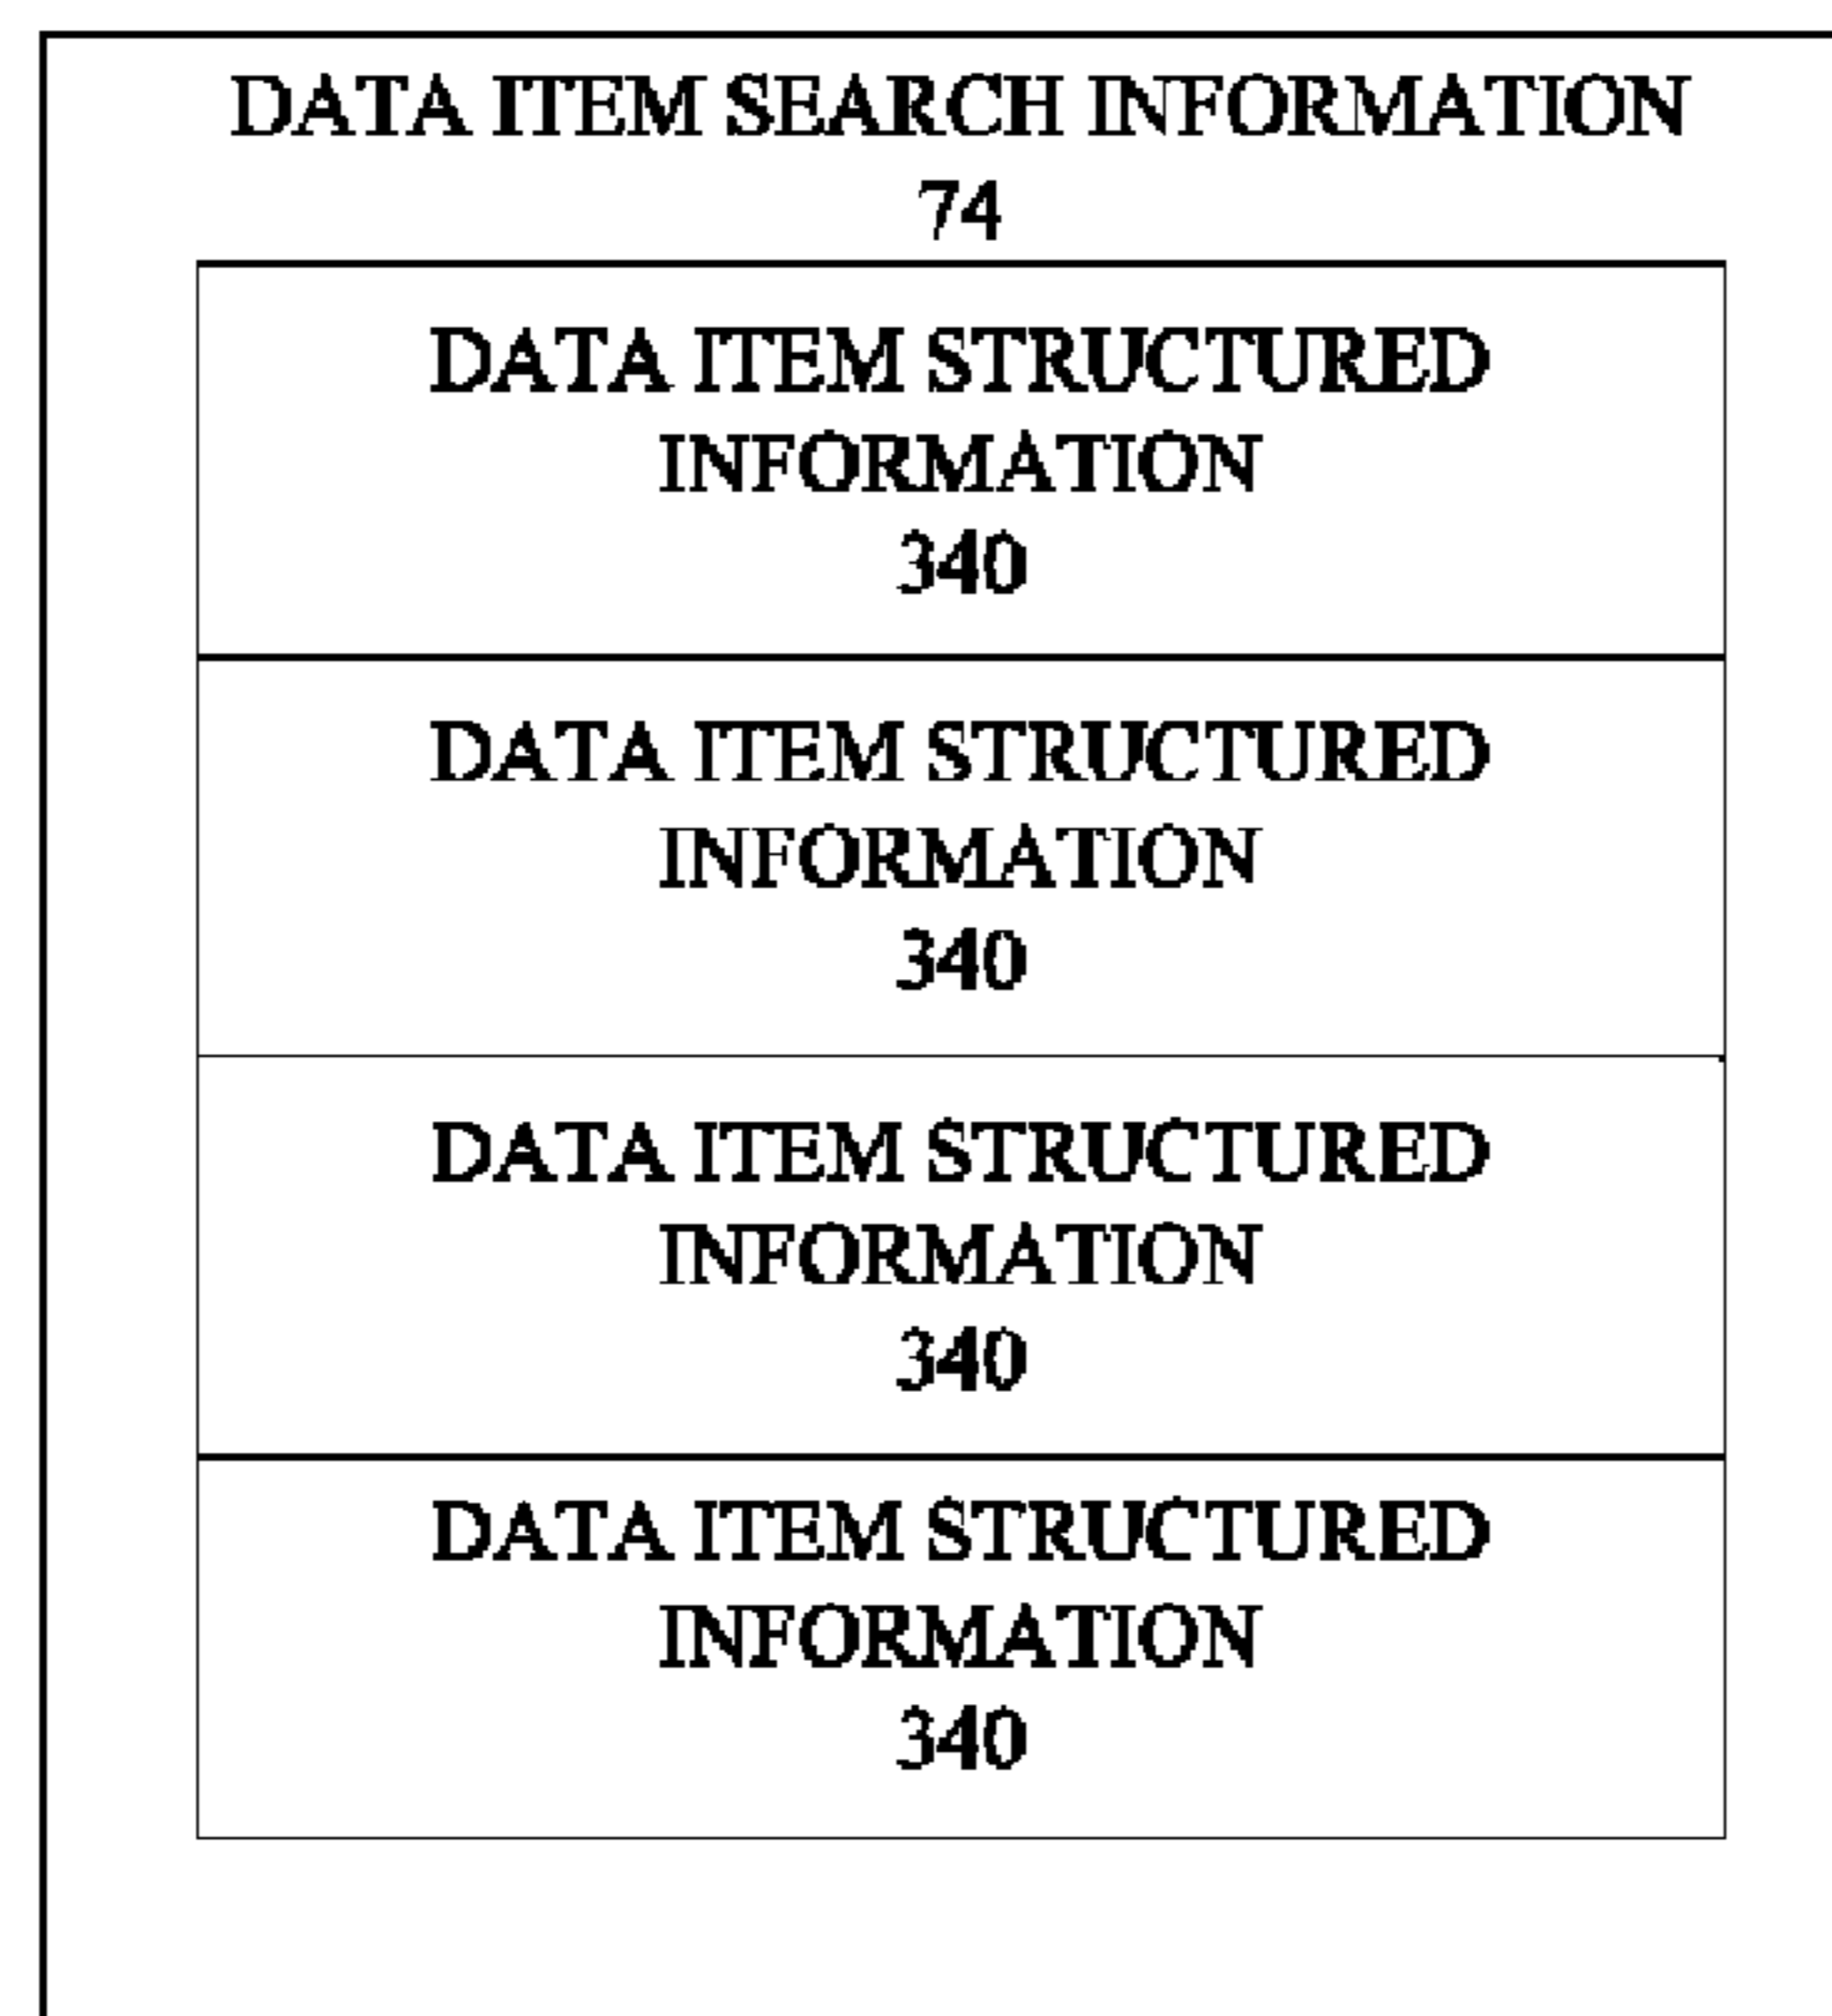 DATA ITEM SEARCH INFORMATION
74
DATA ITEM STRUCTURED
INFORMATION
340
DATA ITEM STRUCTURED
INFORMATION
340
DATA ITEM STRUCTURED
INFORMATION
340
DATA ITEM STRUCTURED
INFORMATION
340